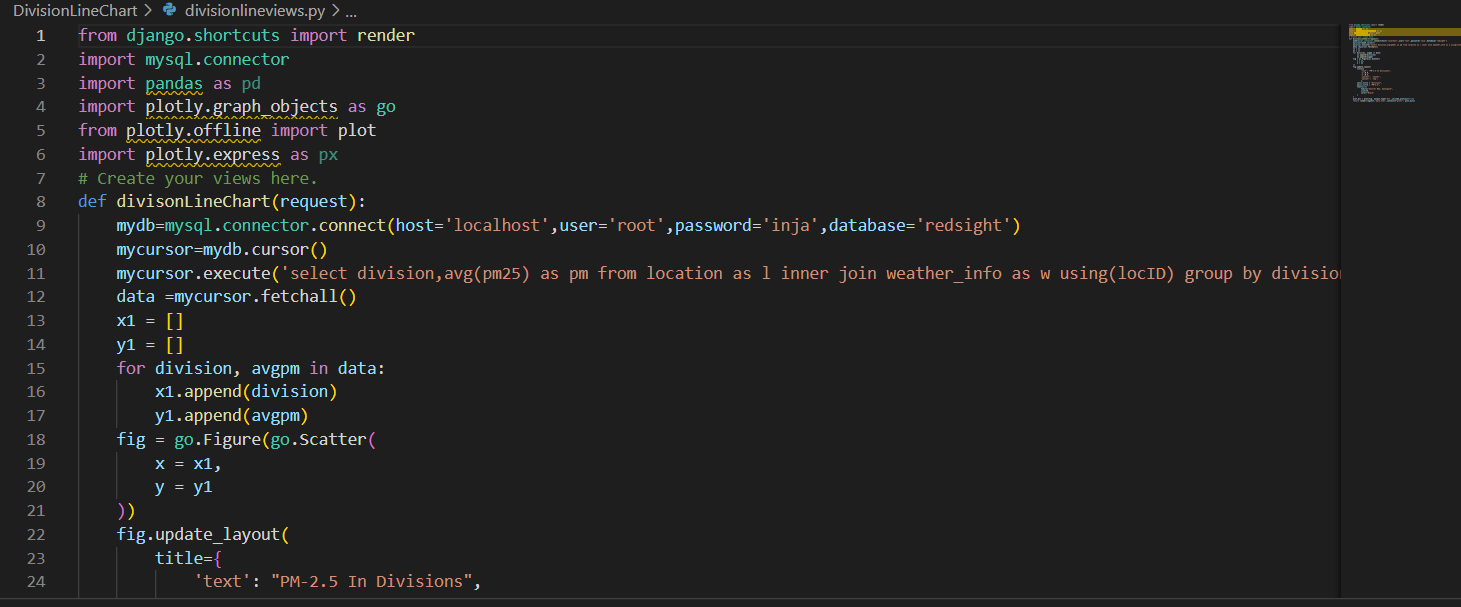 DivisionLineChart > divisionlineviews.py > ...
1 from django.shortcuts import render
2 import mysql.connector
3 import pandas as pd
4 import plotly.graph_objects as go
5 from plotly.offline import plot
6 import plotly.express as px
7 # Create your views here.
8 def divisonLineChart(request):
9 mydb=mysql.connector.connect(host='localhost',user='root',password='inja',database='redsight')
10 mycursor=mydb.cursor()
11 mycursor.execute('select division,avg(pm25) as pm from location as l inner join weather_info as w using(locID) group by divisio
12 data =mycursor.fetchall()
13 x1 = []
14 y1 = []
15 for division, avgpm in data:
16 x1.append(division)
17 y1.append(avgpm)
18 fig = go.Figure(go.Scatter(
19 x = x1,
20 y = y1
21 ))
22 fig.update_layout(
23 title={
24 'text': "PM-2.5 In Divisions",